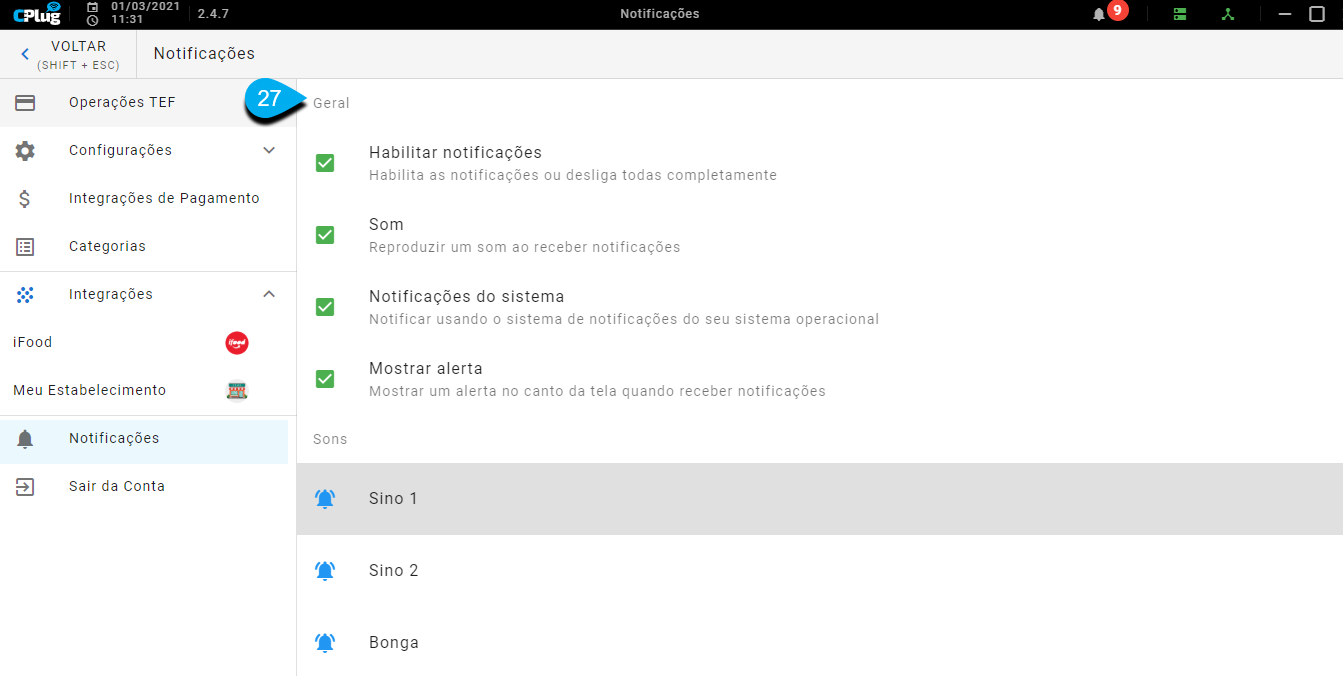 CPlug
01/03/2021
11:31
2.4.7
Notificações
9
VOLTAR
(SHIFT + ESC)
Notificações
Operações TEF
Configurações
Integrações de Pagamento
Categorias
Integrações
iFood
ifood
Meu Estabelecimento
Notificações
Sair da Conta
27
Geral
Habilitar notificações
Habilita as notificações ou desliga todas completamente
Som
Reproduzir um som ao receber notificações
Notificações do sistema
Notificar usando o sistema de notificações do seu sistema operacional
Mostrar alerta
Mostrar um alerta no canto da tela quando receber notificações
Sons
Sino 1
Sino 2
Bonga